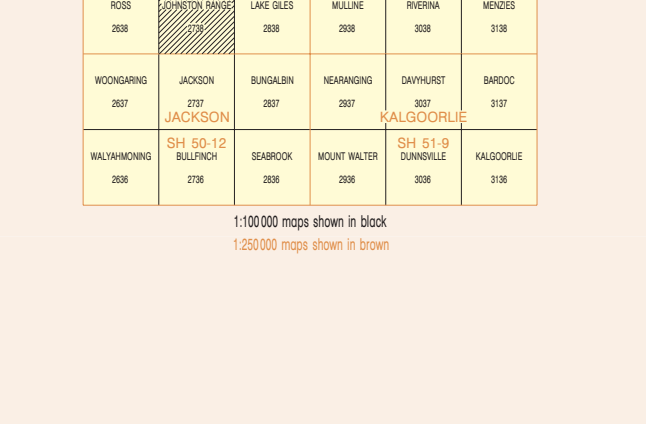 ROSS JOHNSTON RANGE LAKE GILES MULLINE RIVERINA MENZIES
2638 2738 2838 2938 3038 3138
WOONGARING JACKSON BUNGALBIN NEARANGING DAVYHURST BARDOC
2637 2737 2837 2937 3037 3137
JACKSON KALGOORLIE
SH 50-12 SH 51-9
WALYAHMONING BULLFINCH SEABROOK MOUNT WALTER DUNNSVILLE KALGOORLIE
2636 2736 2836 2936 3036 3136
1:100 000 maps shown in black
1:250 000 maps shown in brown